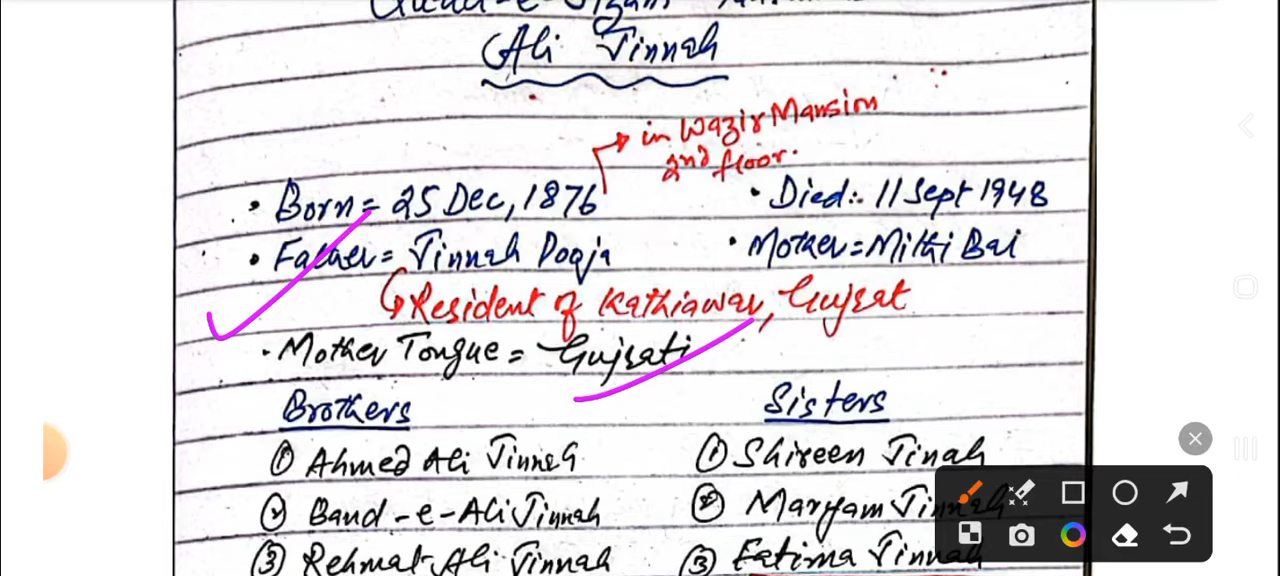 Quaid-e-Azam
Ali Jinnah
→ in Wazir Mansion
2nd floor.
• Born = 25 Dec, 1876 • Died:- 11 Sept 1948
• Father = Jinnah Pooja • Mother = Mithi Bai
↳ Resident of Kathiawar, Gujrat
• Mother Tongue = Gujrati
Brothers Sisters
① Ahmed Ali Jinnah ① Shireen Jinah
② Band-e-Ali Jinnah ② Maryam Jinnah
③ Rehmat Ali Jinnah ③ Fatima Jinnah